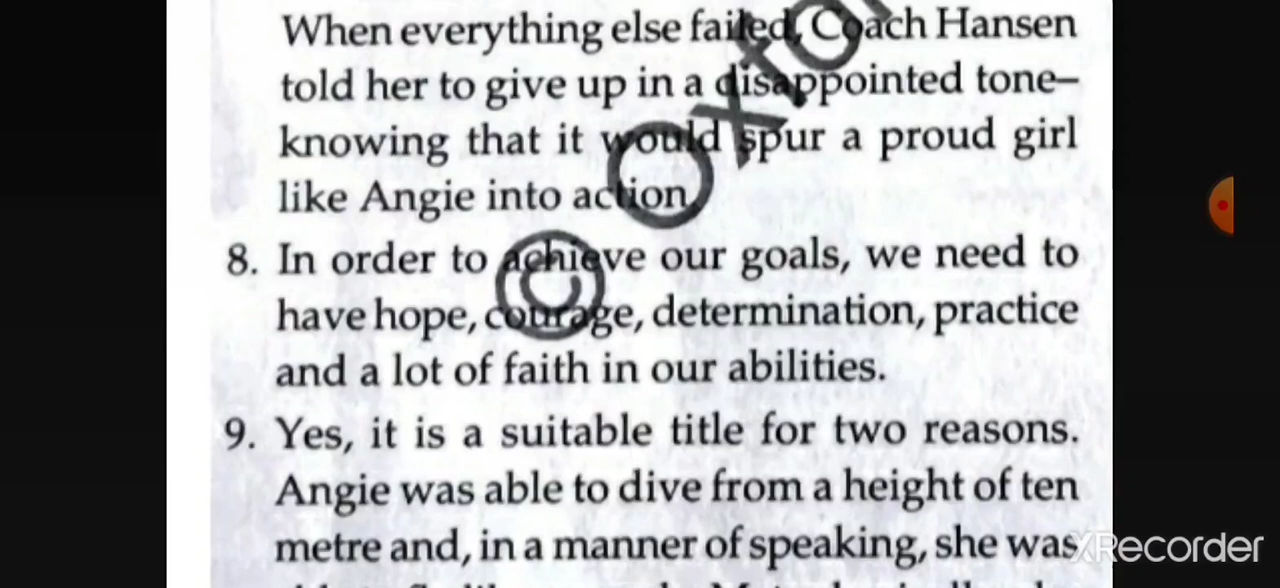 When everything else failed, Coach Hansen
told her to give up in a disappointed tone–
knowing that it would spur a proud girl
like Angie into action.
8. In order to achieve our goals, we need to
have hope, courage, determination, practice
and a lot of faith in our abilities.
9. Yes, it is a suitable title for two reasons.
Angie was able to dive from a height of ten
metre and, in a manner of speaking, she was
XRecorder